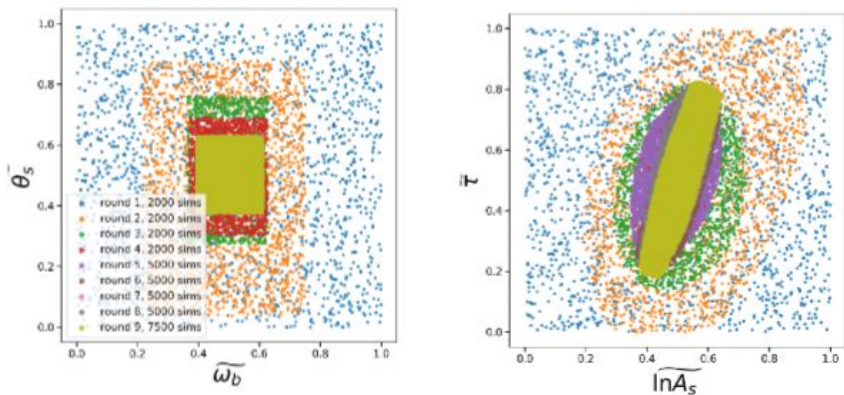 1.0
0.8
0.6
0.4
0.2
0.0
θ̄_s
round 1, 2000 sims
round 2, 2000 sims
round 3, 2000 sims
round 4, 2000 sims
round 5, 5000 sims
round 6, 5000 sims
round 7, 5000 sims
round 8, 5000 sims
round 9, 7500 sims
0.0 0.2 0.4 0.6 0.8 1.0
ω̃_b
1.0
0.8
0.6
0.4
0.2
0.0
τ̃
0.0 0.2 0.4 0.6 0.8 1.0
lnA_s